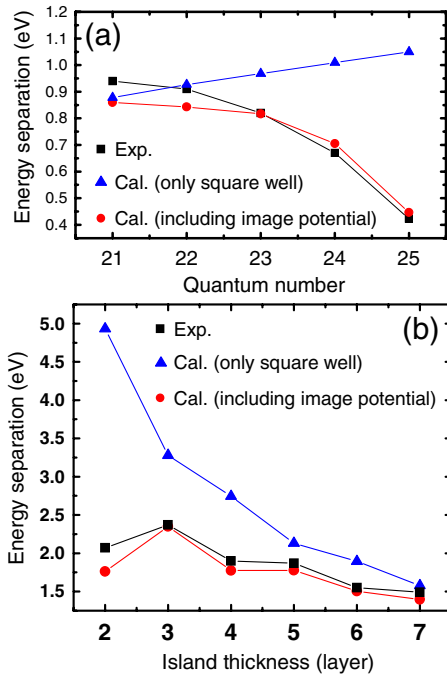 (a)
Energy separation (eV)
1.2
1.1
1.0
0.9
0.8
0.7
0.6
0.5
0.4
Exp.
Cal. (only square well)
Cal. (including image potential)
21 22 23 24 25
Quantum number
(b)
Energy separation (eV)
5.0
4.5
4.0
3.5
3.0
2.5
2.0
1.5
Exp.
Cal. (only square well)
Cal. (including image potential)
2 3 4 5 6 7
Island thickness (layer)